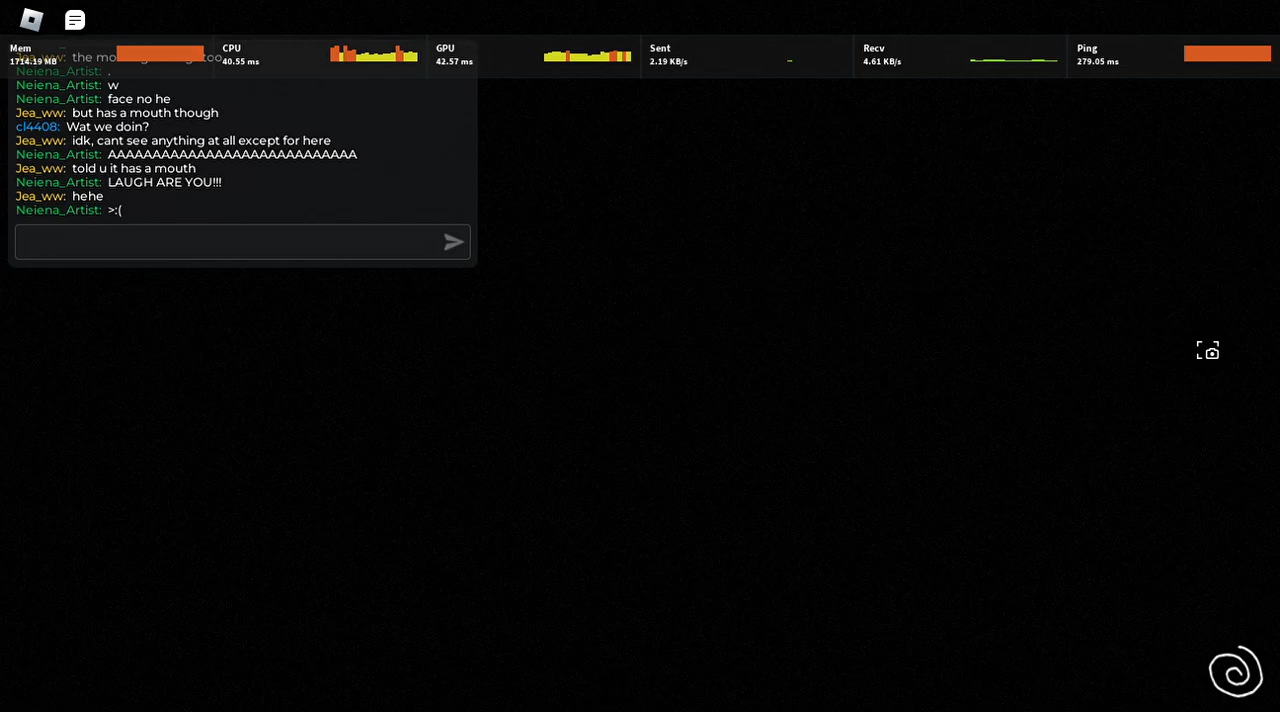 Mem
1714.19 MB
CPU
40.55 ms
GPU
42.57 ms
Sent
2.19 KB/s
Recv
4.61 KB/s
Ping
279.05 ms
Jea_ww: the too
Neiena_Artist: .
Neiena_Artist: w
Neiena_Artist: face no he
Jea_ww: but has a mouth though
cl4408: Wat we doin?
Jea_ww: idk, cant see anything at all except for here
Neiena_Artist: AAAAAAAAAAAAAAAAAAAAAAAAAAAA
Jea_ww: told u it has a mouth
Neiena_Artist: LAUGH ARE YOU!!!
Jea_ww: hehe
Neiena_Artist: >:(